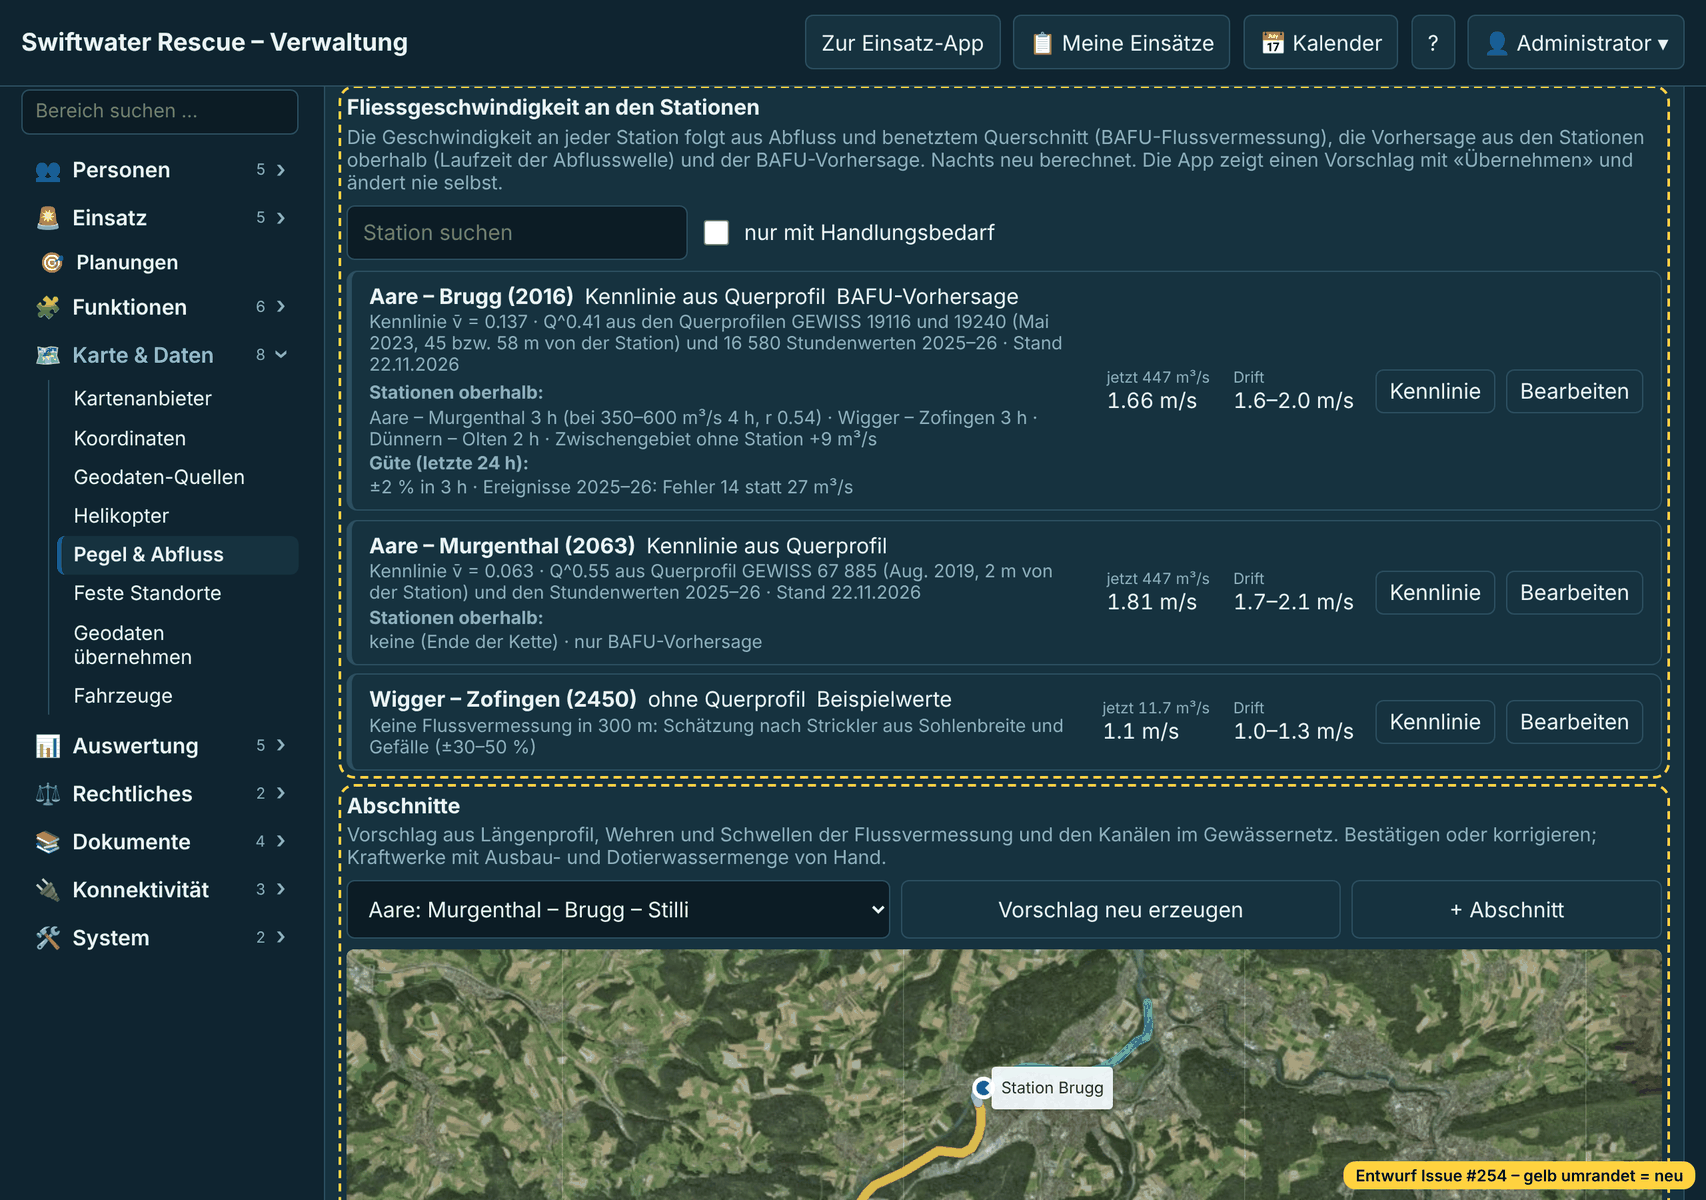 Swiftwater Rescue – Verwaltung
Zur Einsatz-App
Meine Einsätze
Kalender
?
Administrator ▾
Bereich suchen ...
Personen 5
Einsatz 5
Planungen
Funktionen 6
Karte & Daten 8
Kartenanbieter
Koordinaten
Geodaten-Quellen
Helikopter
Pegel & Abfluss
Feste Standorte
Geodaten
übernehmen
Fahrzeuge
Auswertung 5
Rechtliches 2
Dokumente 4
Konnektivität 3
System 2
Fliessgeschwindigkeit an den Stationen
Die Geschwindigkeit an jeder Station folgt aus Abfluss und benetztem Querschnitt (BAFU-Flussvermessung), die Vorhersage aus den Stationen
oberhalb (Laufzeit der Abflusswelle) und der BAFU-Vorhersage. Nachts neu berechnet. Die App zeigt einen Vorschlag mit «Übernehmen» und
ändert nie selbst.
Station suchen
nur mit Handlungsbedarf
Aare – Brugg (2016) Kennlinie aus Querprofil BAFU-Vorhersage
Kennlinie v̄ = 0.137 · Q^0.41 aus den Querprofilen GEWISS 19116 und 19240 (Mai
2023, 45 bzw. 58 m von der Station) und 16 580 Stundenwerten 2025–26 · Stand
22.11.2026
Stationen oberhalb:
Aare – Murgenthal 3 h (bei 350–600 m³/s 4 h, r 0.54) · Wigger – Zofingen 3 h ·
Dünnern – Olten 2 h · Zwischengebiet ohne Station +9 m³/s
Güte (letzte 24 h):
±2 % in 3 h · Ereignisse 2025–26: Fehler 14 statt 27 m³/s
jetzt 447 m³/s
1.66 m/s
Drift
1.6–2.0 m/s
Kennlinie
Bearbeiten
Aare – Murgenthal (2063) Kennlinie aus Querprofil
Kennlinie v̄ = 0.063 · Q^0.55 aus Querprofil GEWISS 67 885 (Aug. 2019, 2 m von
der Station) und den Stundenwerten 2025–26 · Stand 22.11.2026
Stationen oberhalb:
keine (Ende der Kette) · nur BAFU-Vorhersage
jetzt 447 m³/s
1.81 m/s
Drift
1.7–2.1 m/s
Kennlinie
Bearbeiten
Wigger – Zofingen (2450) ohne Querprofil Beispielwerte
Keine Flussvermessung in 300 m: Schätzung nach Strickler aus Sohlenbreite und
Gefälle (±30–50 %)
jetzt 11.7 m³/s
1.1 m/s
Drift
1.0–1.3 m/s
Kennlinie
Bearbeiten
Abschnitte
Vorschlag aus Längenprofil, Wehren und Schwellen der Flussvermessung und den Kanälen im Gewässernetz. Bestätigen oder korrigieren;
Kraftwerke mit Ausbau- und Dotierwassermenge von Hand.
Aare: Murgenthal – Brugg – Stilli
Vorschlag neu erzeugen
+ Abschnitt
Station Brugg
Entwurf Issue #254 – gelb umrandet = neu